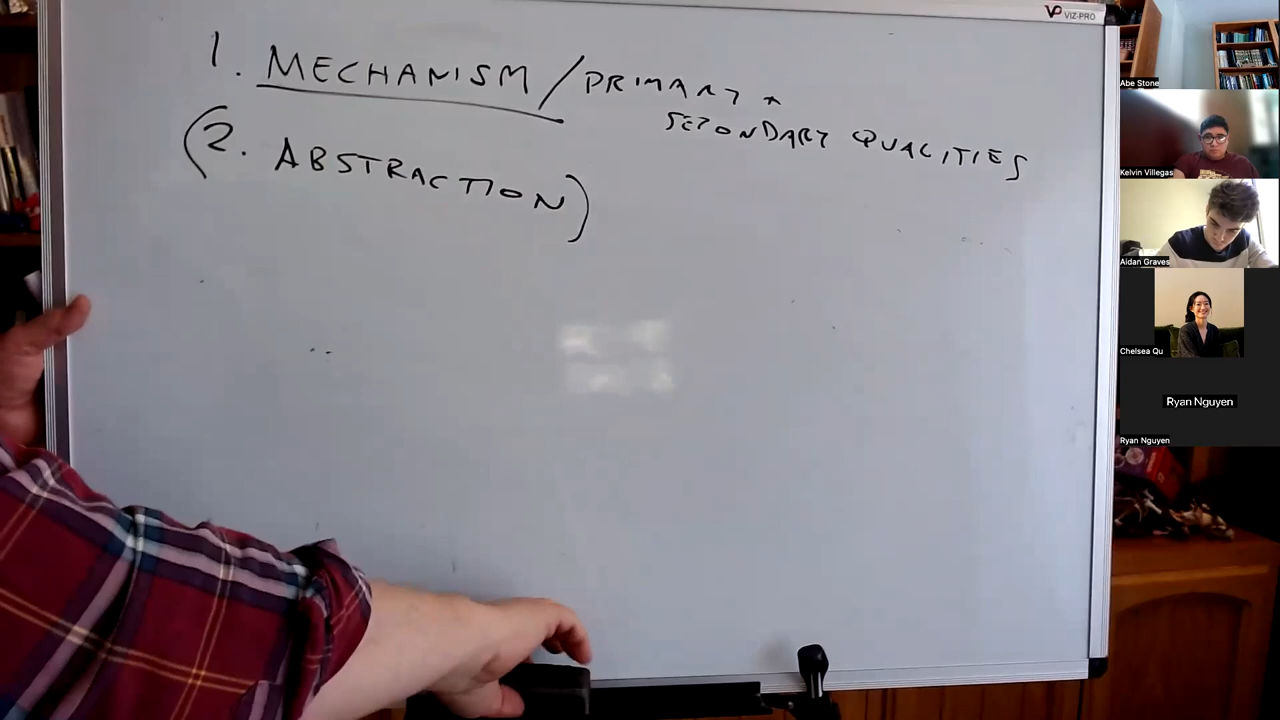 VP VIZ-PRO
1. MECHANISM / PRIMARY +
SECONDARY QUALITIES
(2. ABSTRACTION)
Abe Stone
Kelvin Villegas
Aidan Graves
Chelsea Qu
Ryan Nguyen
Ryan Nguyen